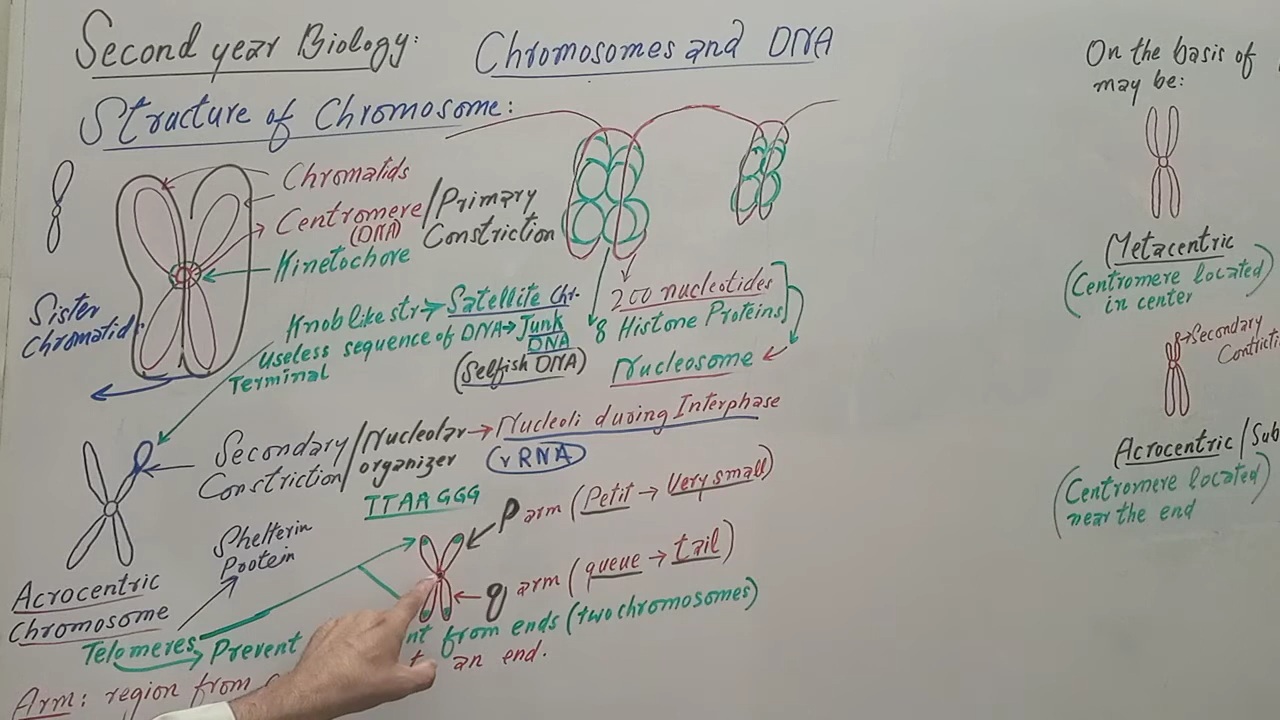 Second year Biology: Chromosomes and DNA
Structure of Chromosome:
Chromatids
Centromere/Primary
(DNA) Constriction
Kinetochore
Sister
Chromatid
Knob like str → Satellite Chr.
Useless sequence of DNA → Junk
DNA
Terminal
(Selfish DNA)
200 nucleotides
8 Histone Proteins
Nucleosome
Secondary/Nucleolar → Nucleoli during Interphase
Constriction/organizer (rRNA)
TTAAGGG
P arm (Petit → Very small)
q arm (queue → tail)
Shelterin
Protein
Acrocentric
Chromosome
Telomeres → Prevent nt from ends (two chromosomes)
Arm: region from an end.
On the basis of
may be:
Metacentric
(Centromere located)
in center
Secondary
Contricti
Acrocentric/Sub
(Centromere located)
near the end